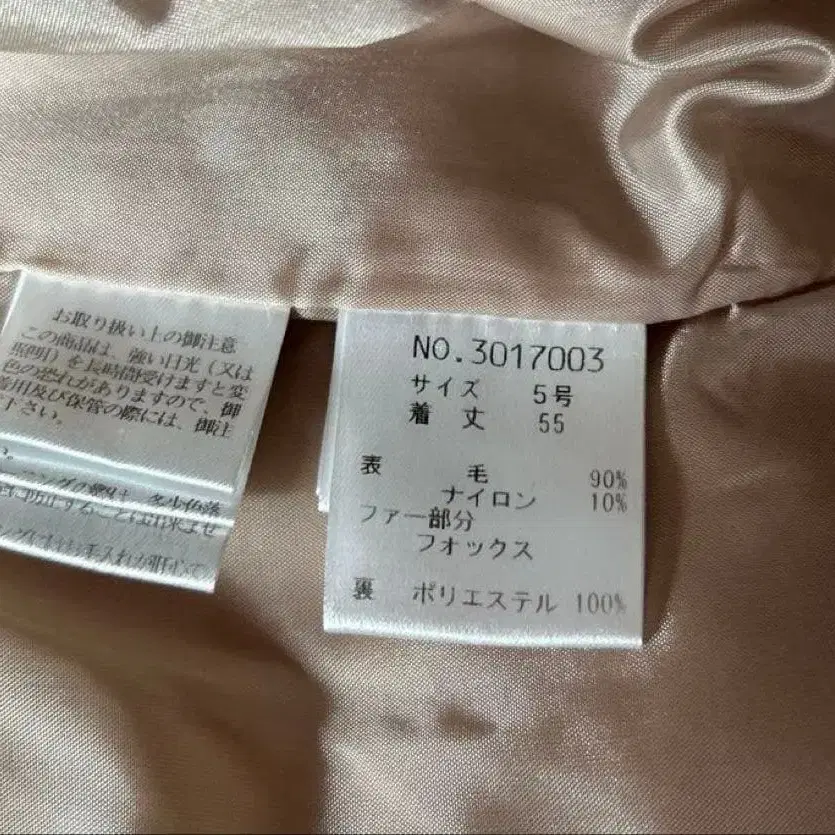 お取り扱い上の御注意
この商品は、強い日光(又は
照明)を長時間受けますと変
色の恐れがありますので、御
着用及び保管の際には、御注
下さい。
NO.3017003
サイズ 5号
着丈 55
表 毛 90%
ナイロン 10%
ファー部分
フォックス
裏 ポリエステル 100%